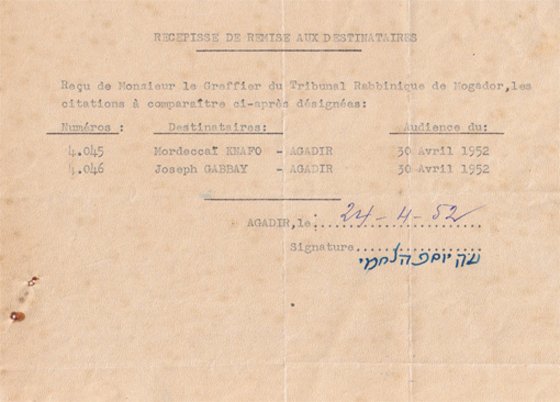 RECEPISSE DE REMISE AUX DESTINATAIRES
Reçu de Monsieur le Greffier du Tribunal Rabbinique de Mogador,les
citations à comparaître ci-après désignées:
Numéros : Destinataires: Audience du:
4.045 Mordeccaï KNAFO - AGADIR 30 Avril 1952
4.046 Joseph GABBAY - AGADIR 30 Avril 1952
AGADIR,le: 24-4-52
Signature
יוסף הלחמי